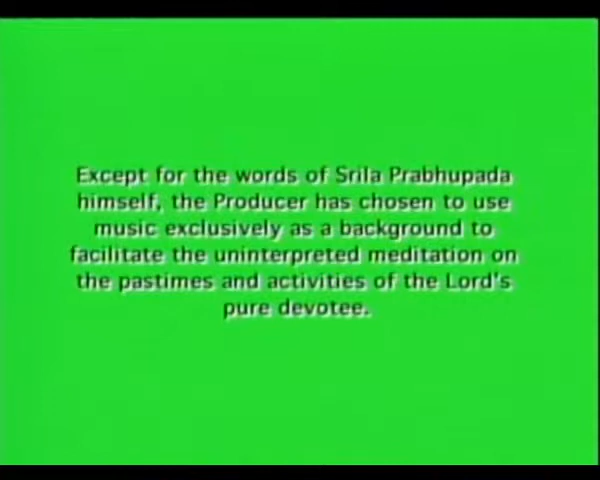 Except for the words of Srila Prabhupada
himself, the Producer has chosen to use
music exclusively as a background to
facilitate the uninterpreted meditation on
the pastimes and activities of the Lord's
pure devotee.